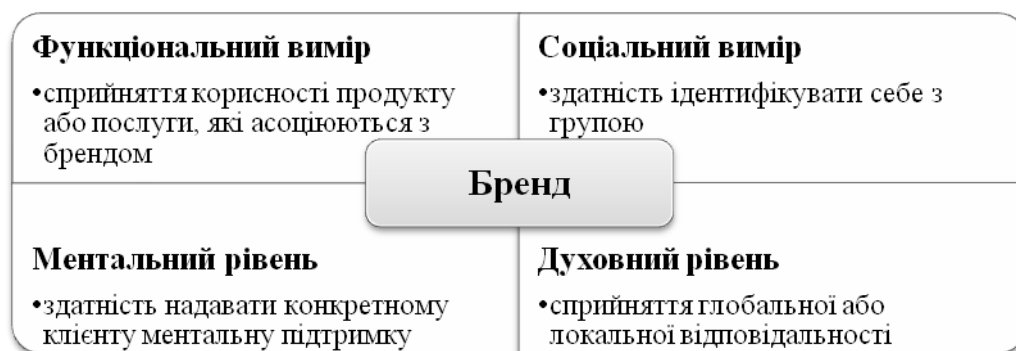 Функціональний вимір
•сприйняття корисності продукту
або послуги, які асоціюються з
брендом
Соціальний вимір
•здатність ідентифікувати себе з
групою
Бренд
Ментальний рівень
•здатність надавати конкретному
клієнту ментальну підтримку
Духовний рівень
•сприйняття глобальної або
локальної відповідальності